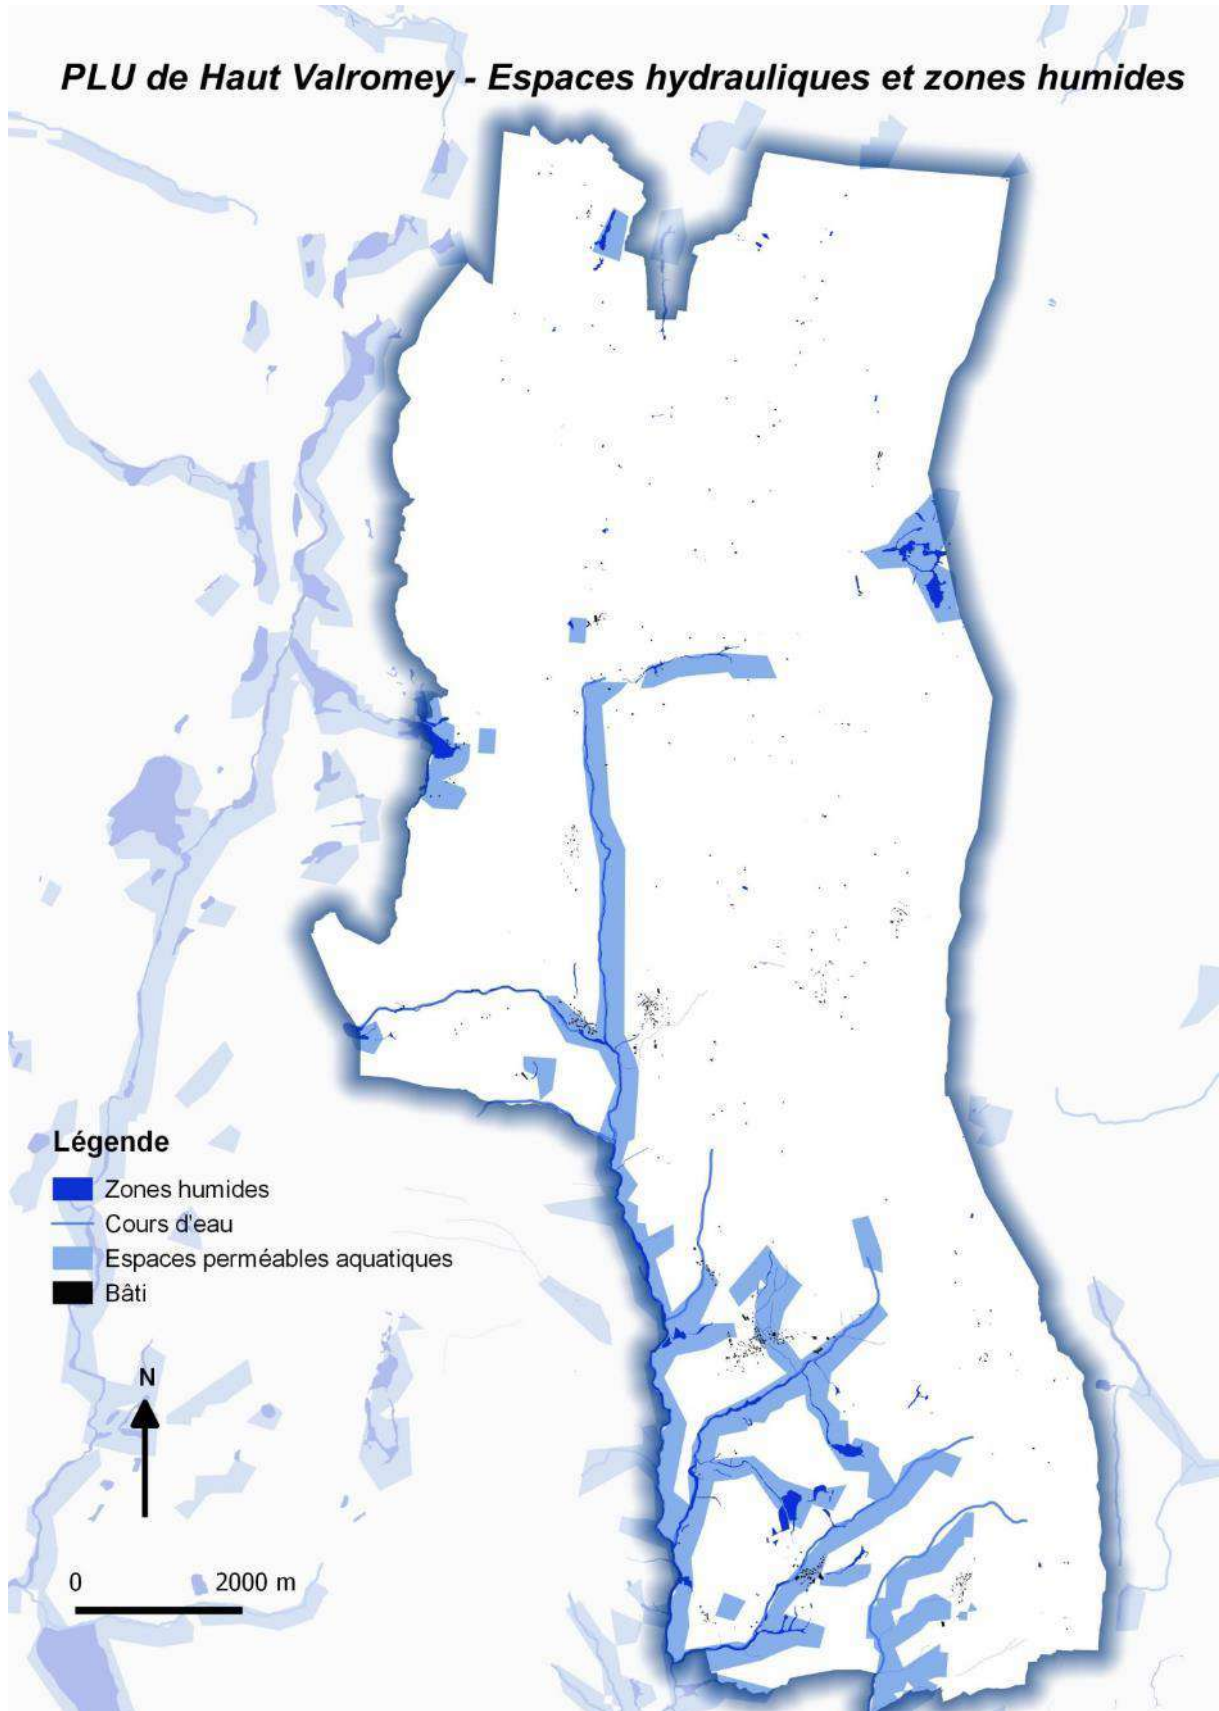 PLU de Haut Valromey - Espaces hydrauliques et zones humides
Légende
Zones humides
Cours d'eau
Espaces perméables aquatiques
Bâti
N
0 2000 m